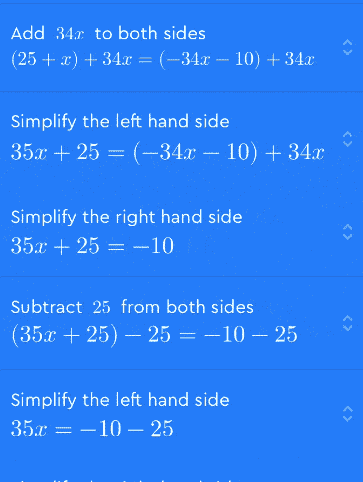 Add 34x to both sides
(25 + x) + 34x = (−34x − 10) + 34x
Simplify the left hand side
35x + 25 = (−34x − 10) + 34x
Simplify the right hand side
35x + 25 = −10
Subtract 25 from both sides
(35x + 25) − 25 = −10 − 25
Simplify the left hand side
35x = −10 − 25